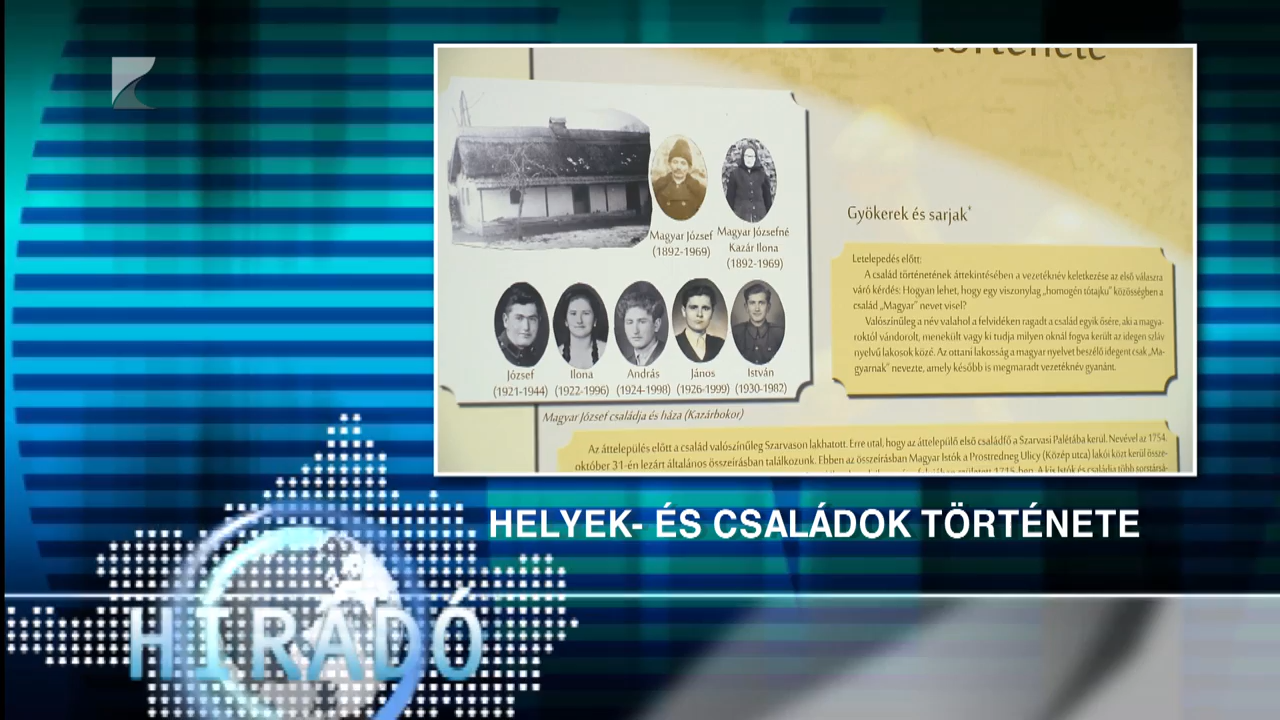 története
Magyar József
(1892-1969)
Magyar Józsefné
Kazár Ilona
(1892-1969)
József
(1921-1944)
Ilona
(1922-1996)
András
(1924-1998)
János
(1926-1999)
István
(1930-1982)
Magyar József családja és háza (Kazárbokor)
Gyökerek és sarjak*
Letelepedés előtt:
A család történetének áttekintésében a vezetéknév keletkezése az első válaszra
váró kérdés: Hogyan lehet, hogy egy viszonylag „homogén tótajku" közösségben a
család „Magyar" nevet visel?
Valószínűleg a név valahol a felvidéken ragadt a család egyik ősére, aki a magya-
roktól vándorolt, menekült vagy ki tudja milyen oknál fogva került az idegen szláv
nyelvű lakosok közé. Az ottani lakosság a magyar nyelvet beszélő idegent csak „Ma-
gyarnak" nevezte, amely később is megmaradt vezetéknév gyanánt.
Az áttelepülés előtt a család valószínűleg Szarvason lakhatott. Erre utal, hogy az áttelepülő első családfő a Szarvasi Palétába kerül. Nevével az 1754.
október 31-én lezárt általános összeírásban találkozunk. Ebben az összeírásban Magyar Istók a Prostredneg Ulicy (Közép utca) lakói közt kerül össze-
HELYEK- ÉS CSALÁDOK TÖRTÉNETE
HÍRADÓ